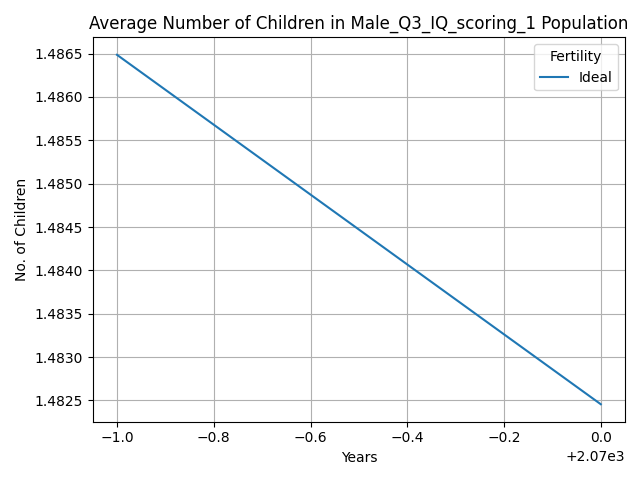 Average Number of Children in Male_Q3_IQ_scoring_1 Population
Fertility
Ideal
No. of Children
1.4865
1.4860
1.4855
1.4850
1.4845
1.4840
1.4835
1.4830
1.4825
−1.0 −0.8 −0.6 −0.4 −0.2 0.0
+2.07e3
Years